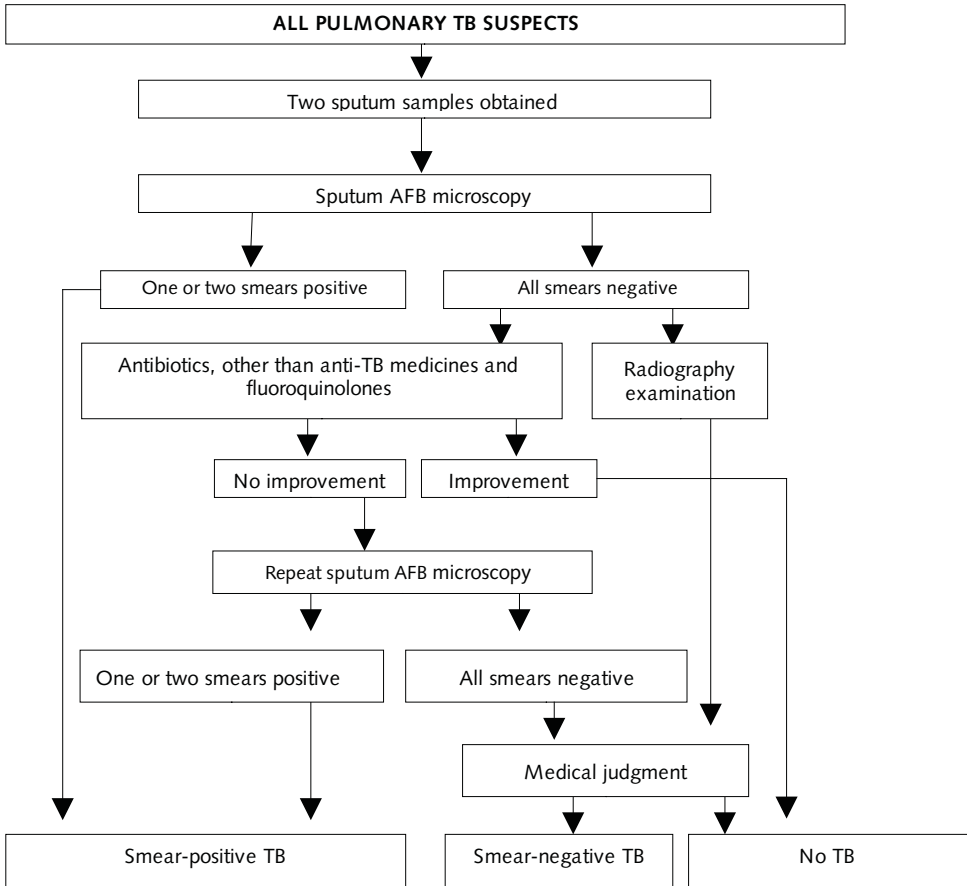 ALL PULMONARY TB SUSPECTS
Two sputum samples obtained
Sputum AFB microscopy
One or two smears positive
All smears negative
Antibiotics, other than anti-TB medicines and
fluoroquinolones
Radiography
examination
No improvement
Improvement
Repeat sputum AFB microscopy
One or two smears positive
All smears negative
Medical judgment
Smear-positive TB
Smear-negative TB
No TB